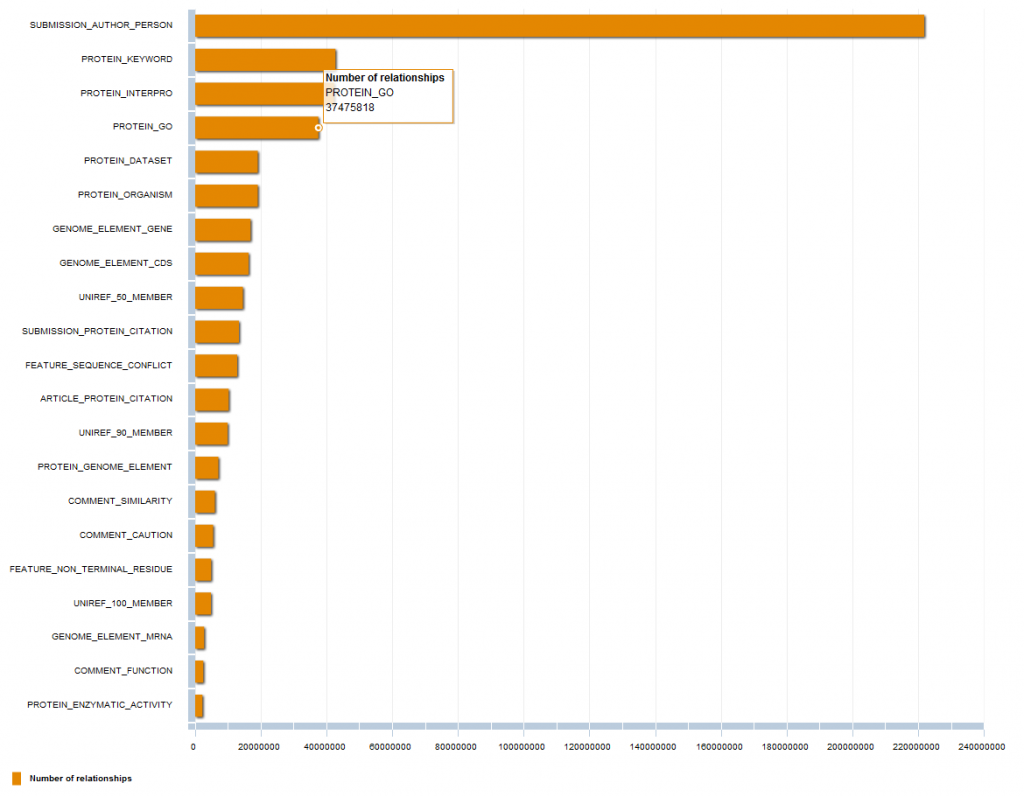 SUBMISSION_AUTHOR_PERSON
PROTEIN_KEYWORD
Number of relationships
PROTEIN_INTERPRO
PROTEIN_GO
37475818
PROTEIN_GO
PROTEIN_DATASET
PROTEIN_ORGANISM
GENOME_ELEMENT_GENE
GENOME_ELEMENT_CDS
UNIREF_50_MEMBER
SUBMISSION_PROTEIN_CITATION
FEATURE_SEQUENCE_CONFLICT
ARTICLE_PROTEIN_CITATION
UNIREF_90_MEMBER
PROTEIN_GENOME_ELEMENT
COMMENT_SIMILARITY
COMMENT_CAUTION
FEATURE_NON_TERMINAL_RESIDUE
UNIREF_100_MEMBER
GENOME_ELEMENT_MRNA
COMMENT_FUNCTION
PROTEIN_ENZYMATIC_ACTIVITY
0 20000000 40000000 60000000 80000000 100000000 120000000 140000000 160000000 180000000 200000000 220000000 240000000
Number of relationships